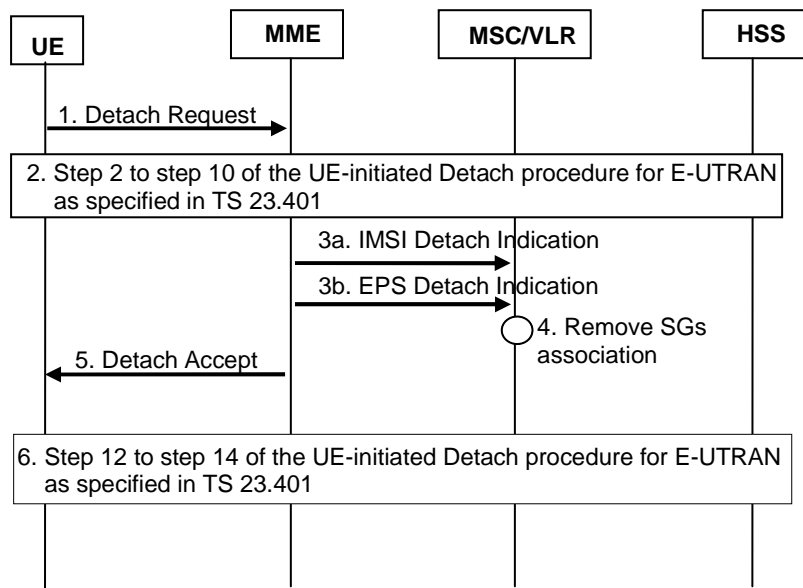 UE
MME
MSC/VLR
HSS
1. Detach Request
2. Step 2 to step 10 of the UE-initiated Detach procedure for E-UTRAN
as specified in TS 23.401
3a. IMSI Detach Indication
3b. EPS Detach Indication
4. Remove SGs
association
5. Detach Accept
6. Step 12 to step 14 of the UE-initiated Detach procedure for E-UTRAN
as specified in TS 23.401